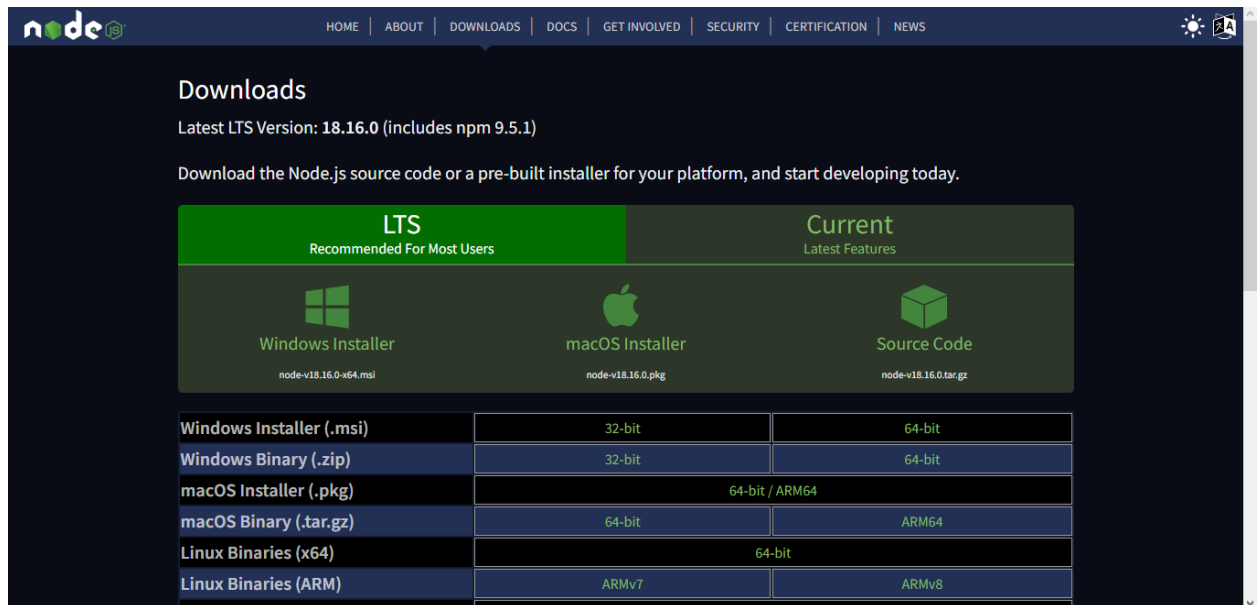 node JS
HOME ABOUT DOWNLOADS DOCS GET INVOLVED SECURITY CERTIFICATION NEWS
Downloads
Latest LTS Version: 18.16.0 (includes npm 9.5.1)
Download the Node.js source code or a pre-built installer for your platform, and start developing today.
LTS
Recommended For Most Users
Current
Latest Features
Windows Installer
node-v18.16.0-x64.msi
macOS Installer
node-v18.16.0.pkg
Source Code
node-v18.16.0.tar.gz
Windows Installer (.msi) 32-bit 64-bit
Windows Binary (.zip) 32-bit 64-bit
macOS Installer (.pkg) 64-bit / ARM64
macOS Binary (.tar.gz) 64-bit ARM64
Linux Binaries (x64) 64-bit
Linux Binaries (ARM) ARMv7 ARMv8